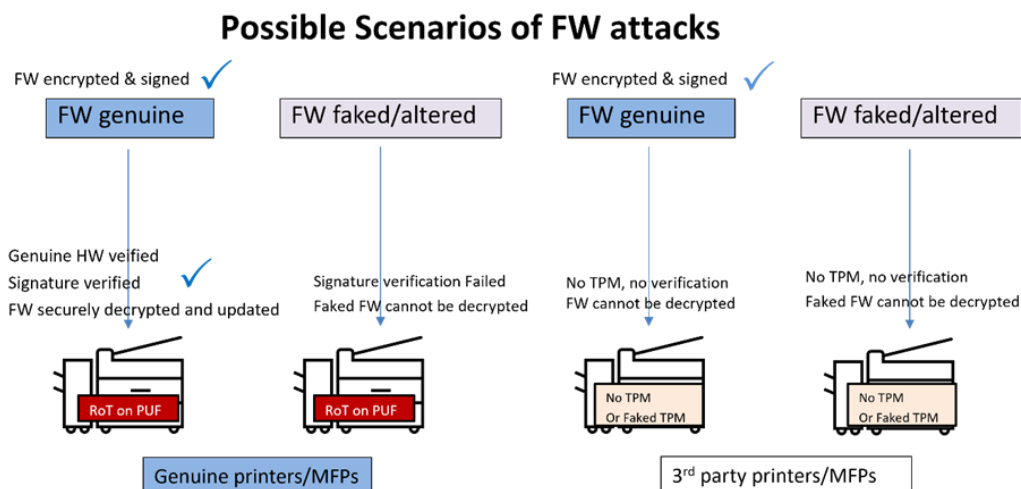 Possible Scenarios of FW attacks
FW encrypted & signed
FW genuine
FW faked/altered
FW encrypted & signed
FW genuine
FW faked/altered
Genuine HW veified
Signature verified
FW securely decrypted and updated
Signature verification Failed
Faked FW cannot be decrypted
No TPM, no verification
FW cannot be decrypted
No TPM, no verification
Faked FW cannot be decrypted
RoT on PUF
RoT on PUF
No TPM
Or Faked TPM
No TPM
Or Faked TPM
Genuine printers/MFPs
3rd party printers/MFPs